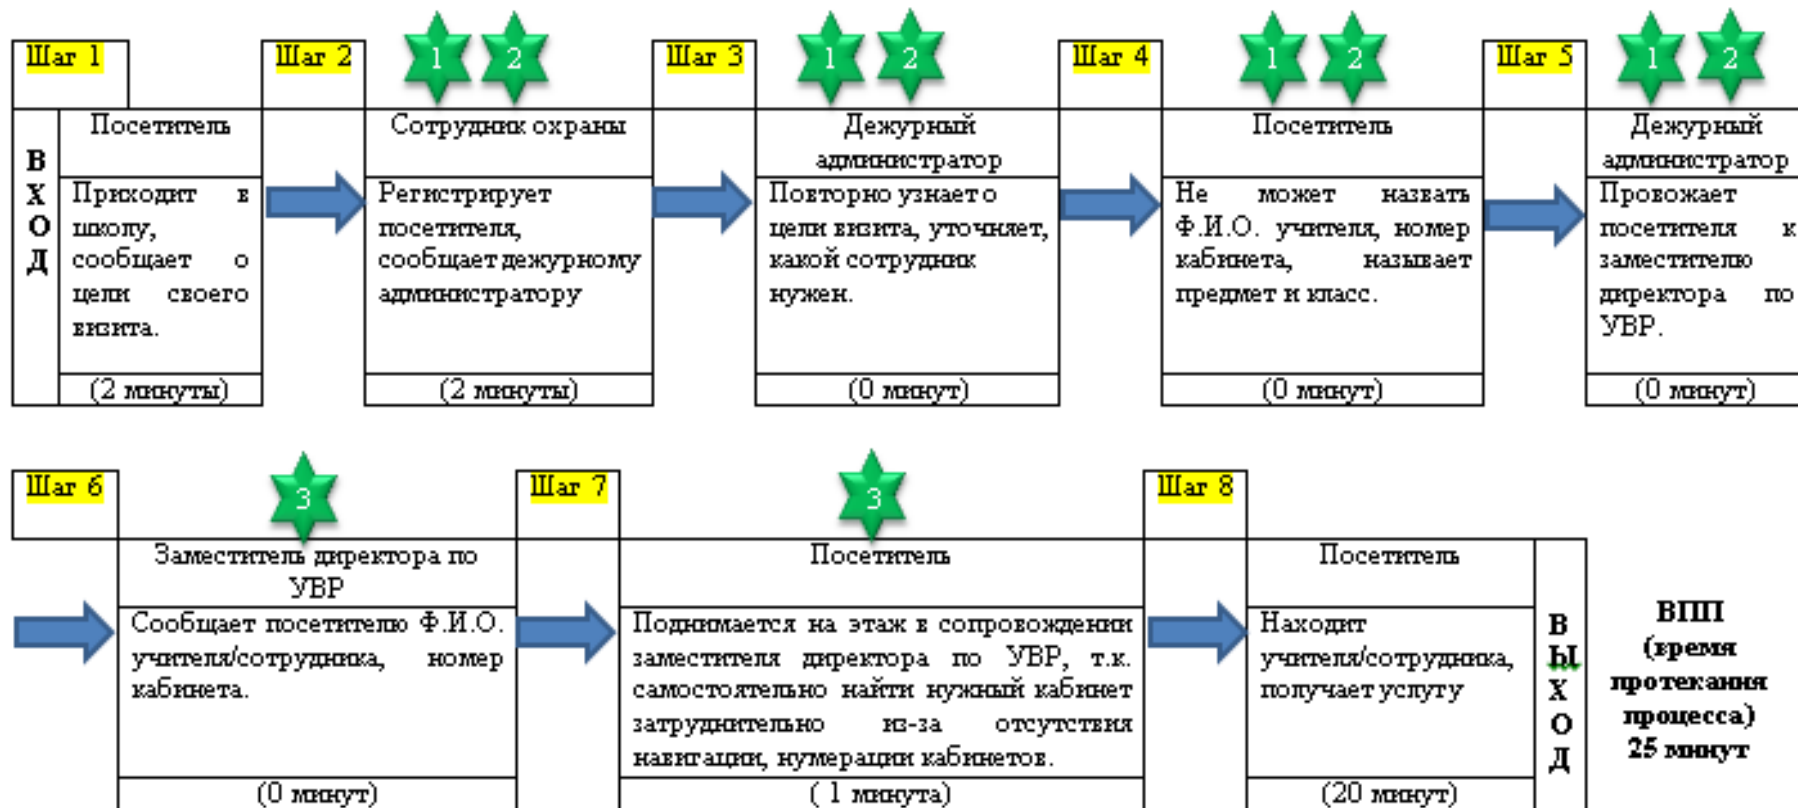 Шаг 1
Шаг 2
1
2
Шаг 3
1
2
Шаг 4
1
2
Шаг 5
1
2
В
Х
О
Д
Посетитель
Приходит в
школу,
сообщает о
цели своего
визита.
(2 минуты)
Сотрудник охраны
Регистрирует
посетителя,
сообщает дежурному
администратору
(2 минуты)
Дежурный
администратор
Повторно узнает о
цели визита, уточняет,
какой сотрудник
нужен.
(0 минут)
Посетитель
Не может назвать
Ф.И.О. учителя, номер
кабинета, называет
предмет и класс.
(0 минут)
Дежурный
администратор
Провожает
посетителя к
заместителю
директора по
УВР.
(0 минут)
Шаг 6
3
Шаг 7
3
Шаг 8
Заместитель директора по
УВР
Сообщает посетителю Ф.И.О.
учителя/сотрудника, номер
кабинета.
(0 минут)
Посетитель
Поднимается на этаж в сопровождении
заместителя директора по УВР, т.к.
самостоятельно найти нужный кабинет
затруднительно из-за отсутствия
навигации, нумерации кабинетов.
( 1 минута)
Посетитель
Находит
учителя/сотрудника,
получает услугу
(20 минут)
В
Ы
Х
О
Д
ВПП
(время
протекания
процесса)
25 минут